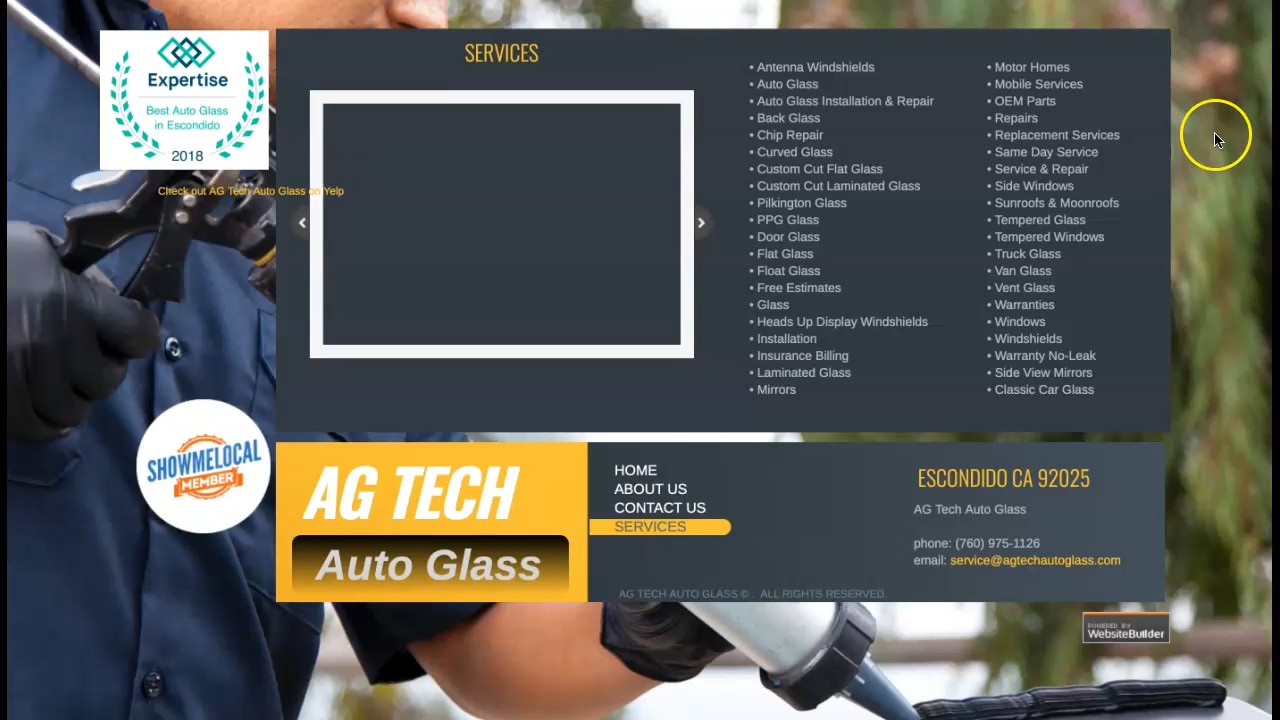 Expertise
Best Auto Glass
in Escondido
2018
Check out AG Tech Auto Glass on Yelp
SHOWMELOCAL
MEMBER
SERVICES
• Antenna Windshields
• Auto Glass
• Auto Glass Installation & Repair
• Back Glass
• Chip Repair
• Curved Glass
• Custom Cut Flat Glass
• Custom Cut Laminated Glass
• Pilkington Glass
• PPG Glass
• Door Glass
• Flat Glass
• Float Glass
• Free Estimates
• Glass
• Heads Up Display Windshields
• Installation
• Insurance Billing
• Laminated Glass
• Mirrors
• Motor Homes
• Mobile Services
• OEM Parts
• Repairs
• Replacement Services
• Same Day Service
• Service & Repair
• Side Windows
• Sunroofs & Moonroofs
• Tempered Glass
• Tempered Windows
• Truck Glass
• Van Glass
• Vent Glass
• Warranties
• Windows
• Windshields
• Warranty No-Leak
• Side View Mirrors
• Classic Car Glass
AG TECH
Auto Glass
HOME
ABOUT US
CONTACT US
SERVICES
AG TECH AUTO GLASS © . ALL RIGHTS RESERVED.
ESCONDIDO CA 92025
AG Tech Auto Glass
phone: (760) 975-1126
email: service@agtechautoglass.com
POWERED BY
WebsiteBuilder